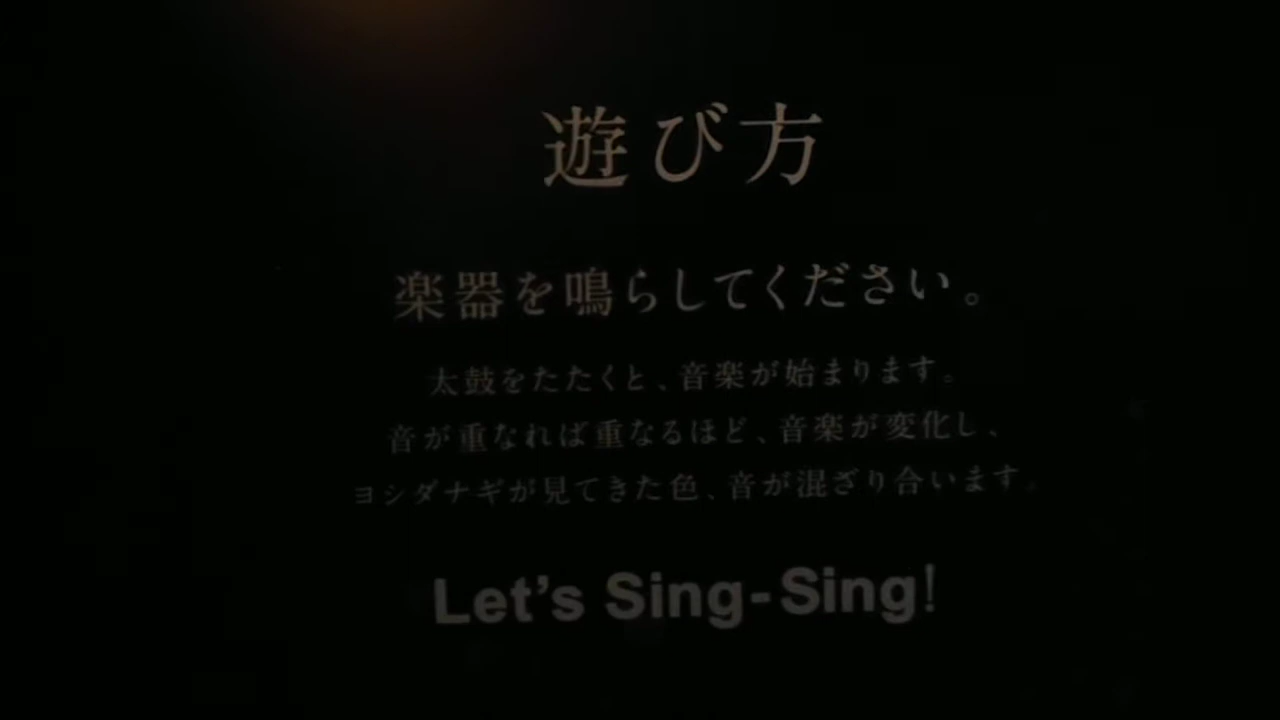 遊び方
楽器を鳴らしてください。
太鼓をたたくと、音楽が始まります。
音が重なれば重なるほど、音楽が変化し、
ヨシダナギが見てきた色、音が混ざり合います。
Let's Sing-Sing!